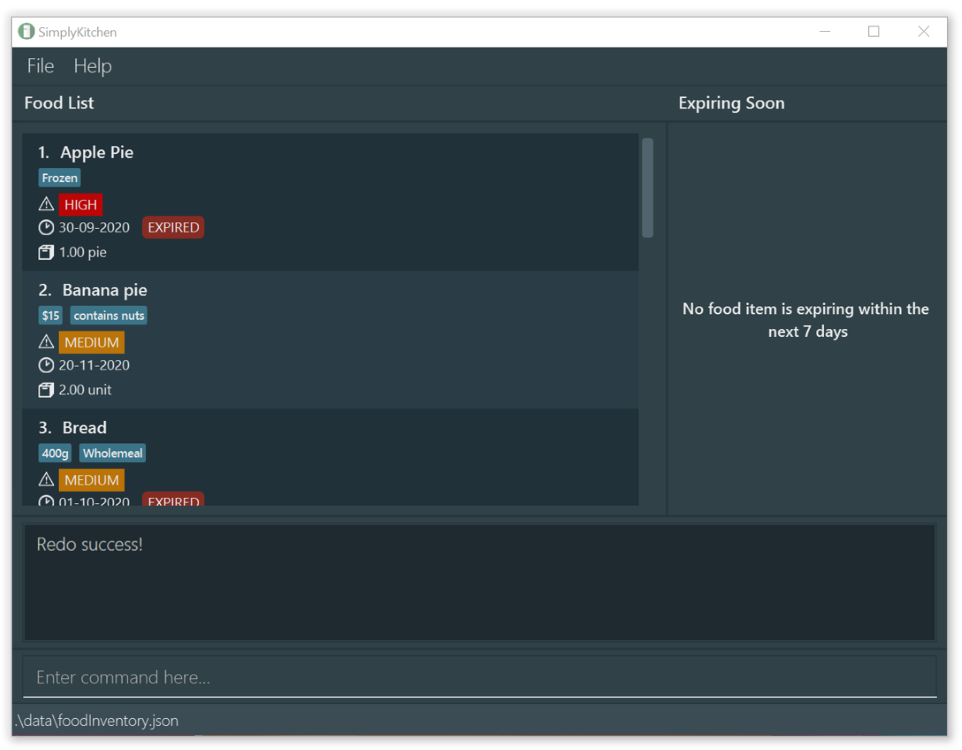 SimplyKitchen
File Help
Food List
Expiring Soon
1. Apple Pie
Frozen
HIGH
30-09-2020 EXPIRED
1.00 pie
2. Banana pie
$15 contains nuts
MEDIUM
20-11-2020
2.00 unit
3. Bread
400g Wholemeal
MEDIUM
01-10-2020 EXPIRED
No food item is expiring within the
next 7 days
Redo success!
Enter command here...
.\data\foodInventory.json